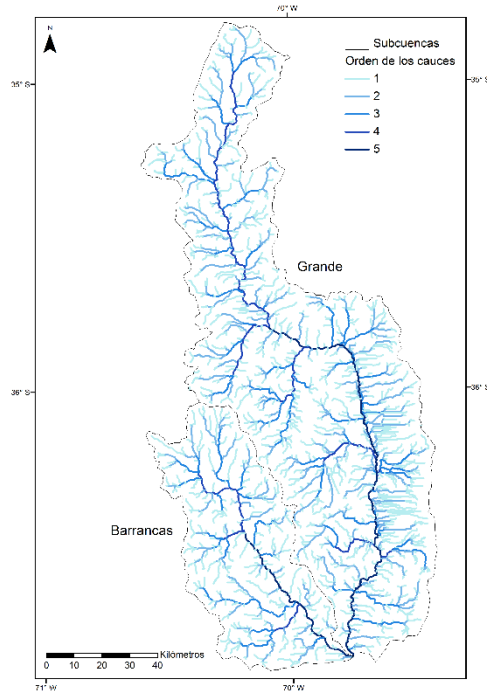 70° W
N
Subcuencas
Orden de los cauces
35° S
35° S
1
2
3
4
5
Grande
36° S
36° S
Barrancas
Kilómetros
0 10 20 40
71° W
70° W